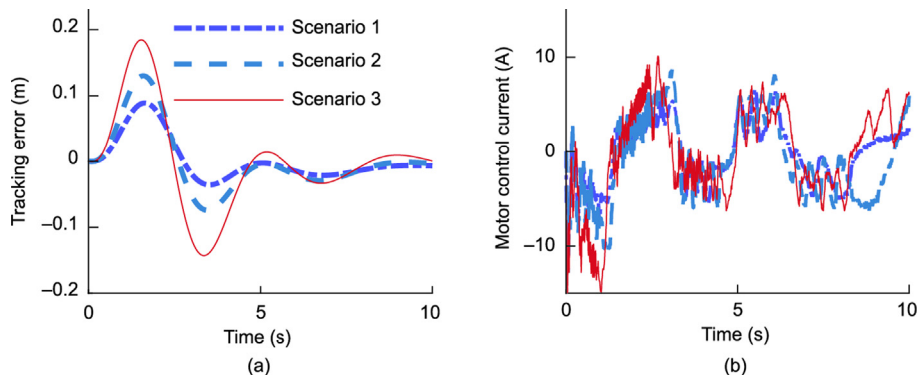 Tracking error (m)
0.2
0.1
0
–0.1
–0.2
Scenario 1
Scenario 2
Scenario 3
0
5
10
Time (s)
(a)
Motor control current (A)
10
0
–10
0
5
10
Time (s)
(b)